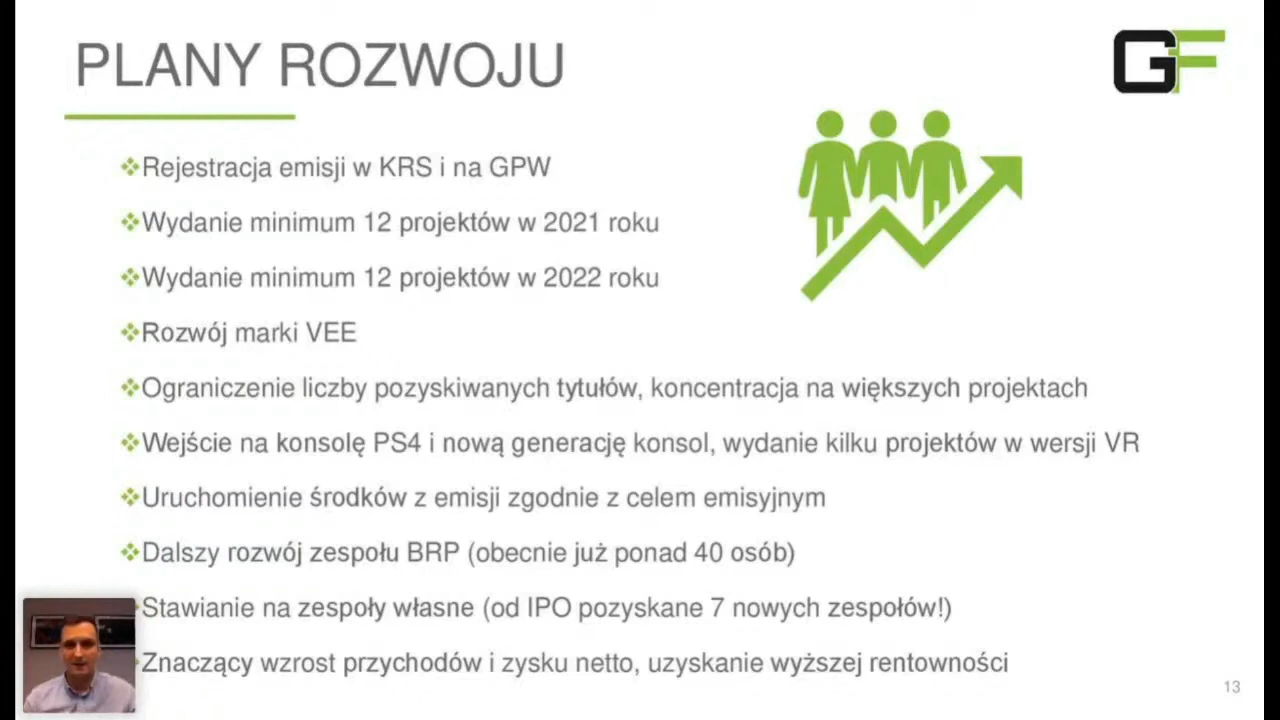 PLANY ROZWOJU
GF
Rejestracja emisji w KRS i na GPW
Wydanie minimum 12 projektów w 2021 roku
Wydanie minimum 12 projektów w 2022 roku
Rozwój marki VEE
Ograniczenie liczby pozyskiwanych tytułów, koncentracja na większych projektach
Wejście na konsolę PS4 i nową generację konsol, wydanie kilku projektów w wersji VR
Uruchomienie środków z emisji zgodnie z celem emisyjnym
Dalszy rozwój zespołu BRP (obecnie już ponad 40 osób)
Stawianie na zespoły własne (od IPO pozyskane 7 nowych zespołów!)
Znaczący wzrost przychodów i zysku netto, uzyskanie wyższej rentowności
13